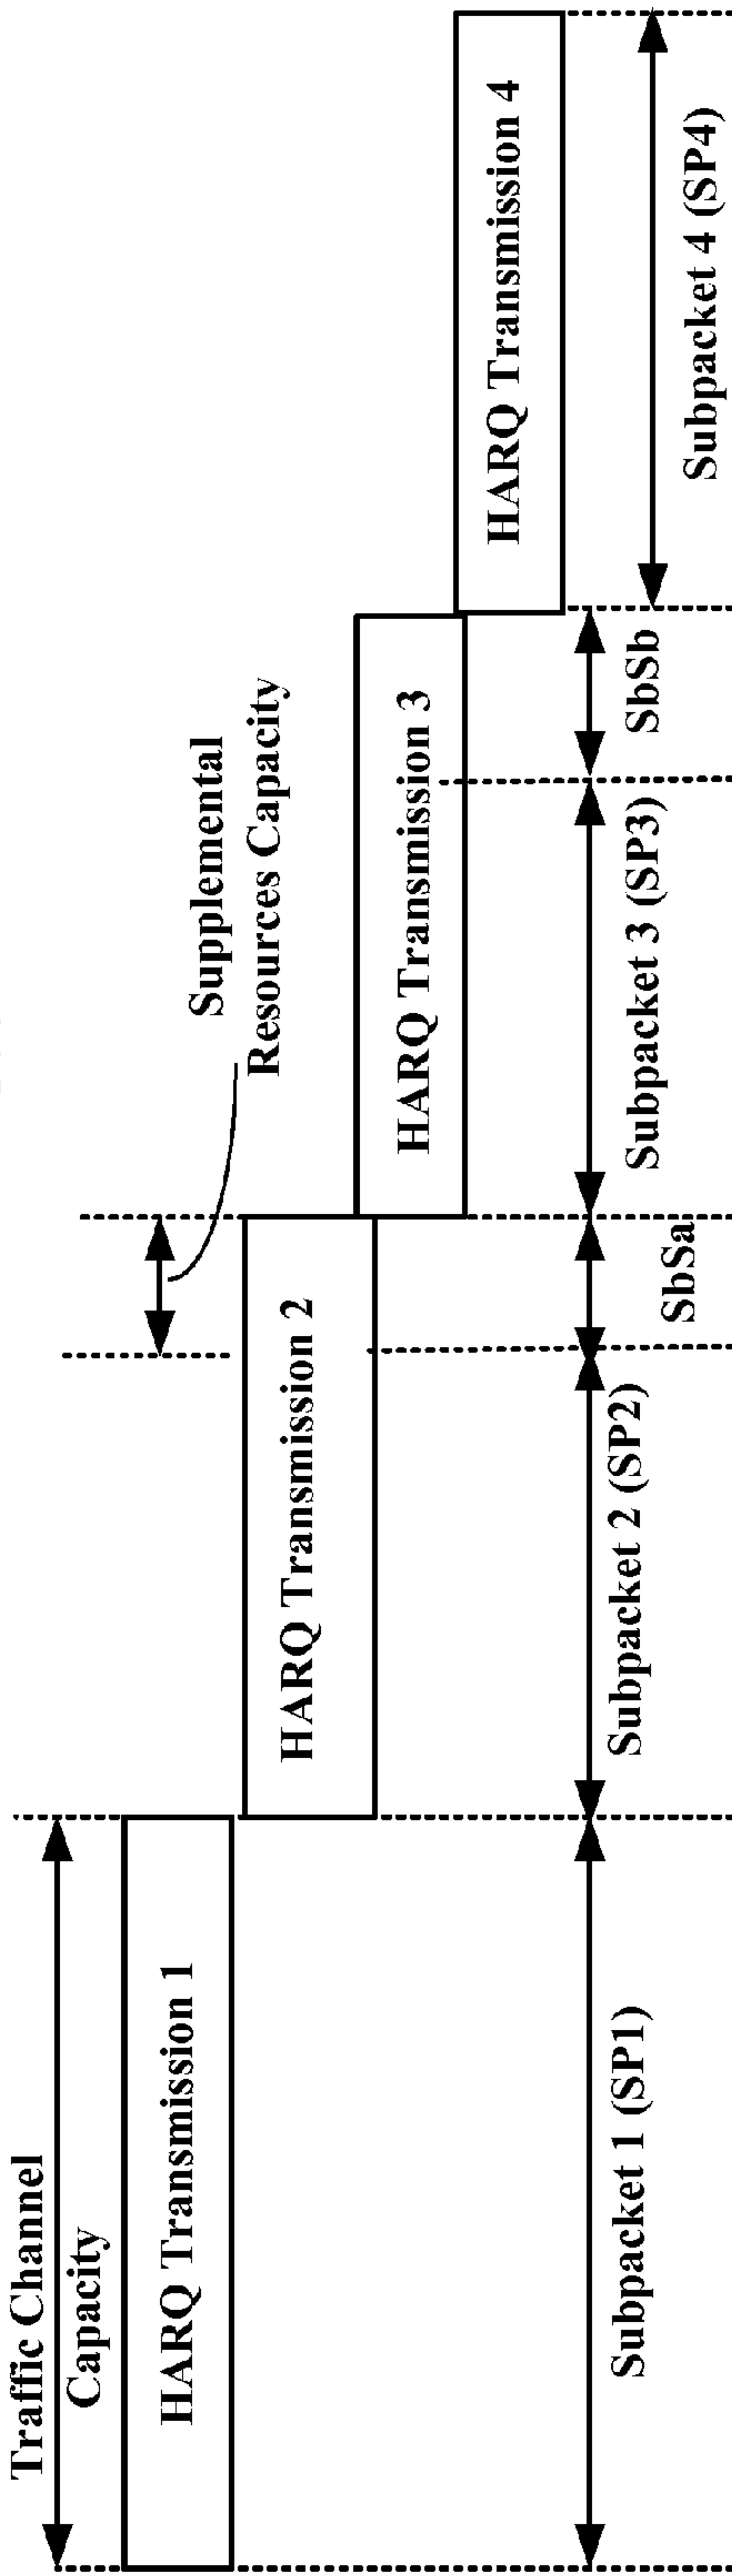 Traffic Channel
Capacity
HARQ Transmission 1
HARQ Transmission 2
Supplemental
Resources Capacity
HARQ Transmission 3
HARQ Transmission 4
Subpacket 1 (SP1)
Subpacket 2 (SP2)
SbSa
Subpacket 3 (SP3)
SbSb
Subpacket 4 (SP4)